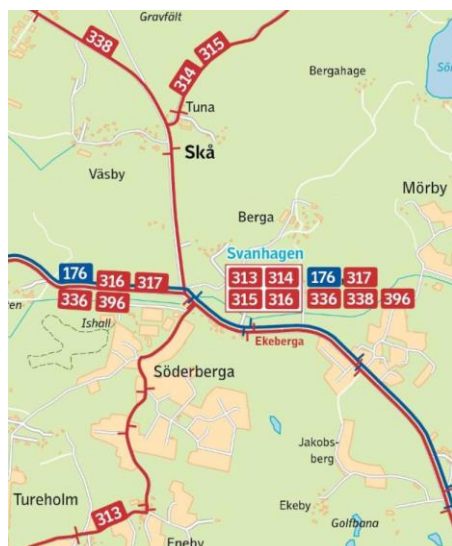 Gravfält
338
314
315
Tuna
Bergahage
Skå
Väsby
Mörby
Berga
Svanhagen
176 316 317
313 314 176 317
336 396
315 316 336 338 396
Ishall
Ekeberga
Söderberga
Jakobs-
berg
Tureholm
Ekeby
Golfbana
313
Eneby